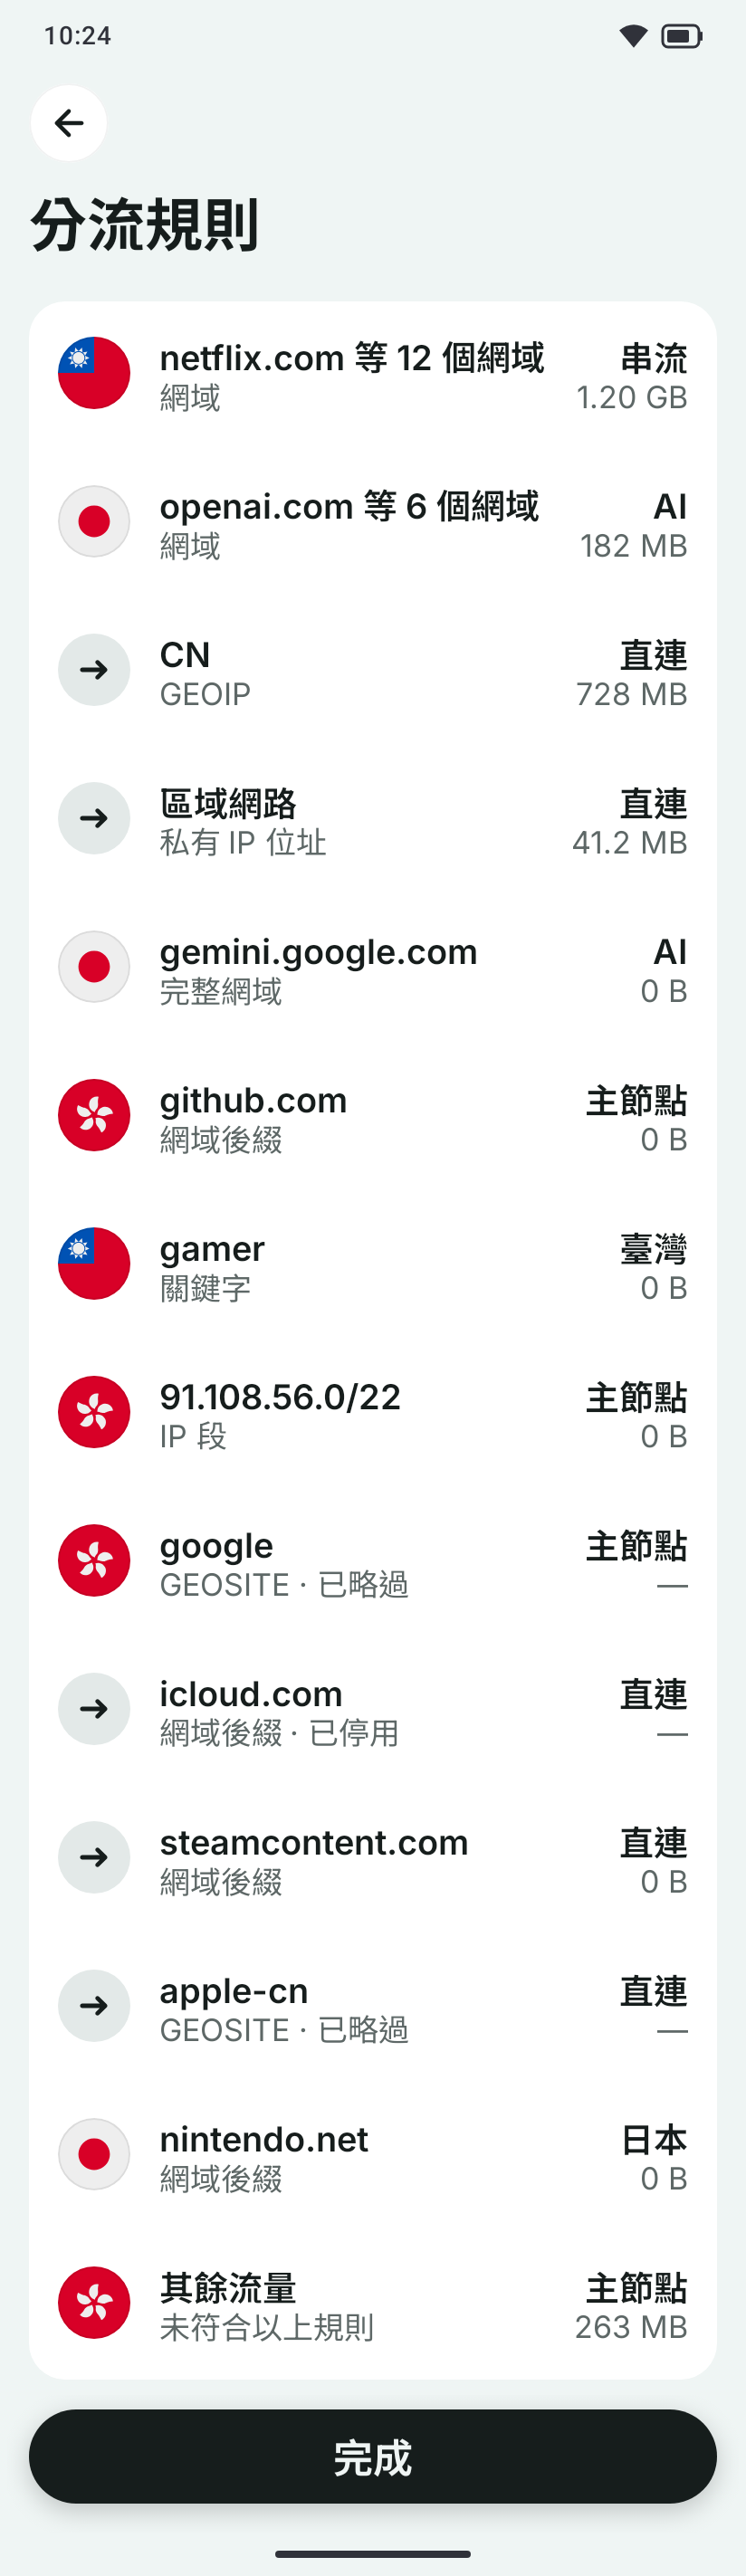 10:24
分流規則
netflix.com 等 12 個網域 串流
網域 1.20 GB
openai.com 等 6 個網域 AI
網域 182 MB
CN 直連
GEOIP 728 MB
區域網路 直連
私有 IP 位址 41.2 MB
gemini.google.com AI
完整網域 0 B
github.com 主節點
網域後綴 0 B
gamer 臺灣
關鍵字 0 B
91.108.56.0/22 主節點
IP 段 0 B
google 主節點
GEOSITE · 已略過 —
icloud.com 直連
網域後綴 · 已停用 —
steamcontent.com 直連
網域後綴 0 B
apple-cn 直連
GEOSITE · 已略過 —
nintendo.net 日本
網域後綴 0 B
其餘流量 主節點
未符合以上規則 263 MB
完成